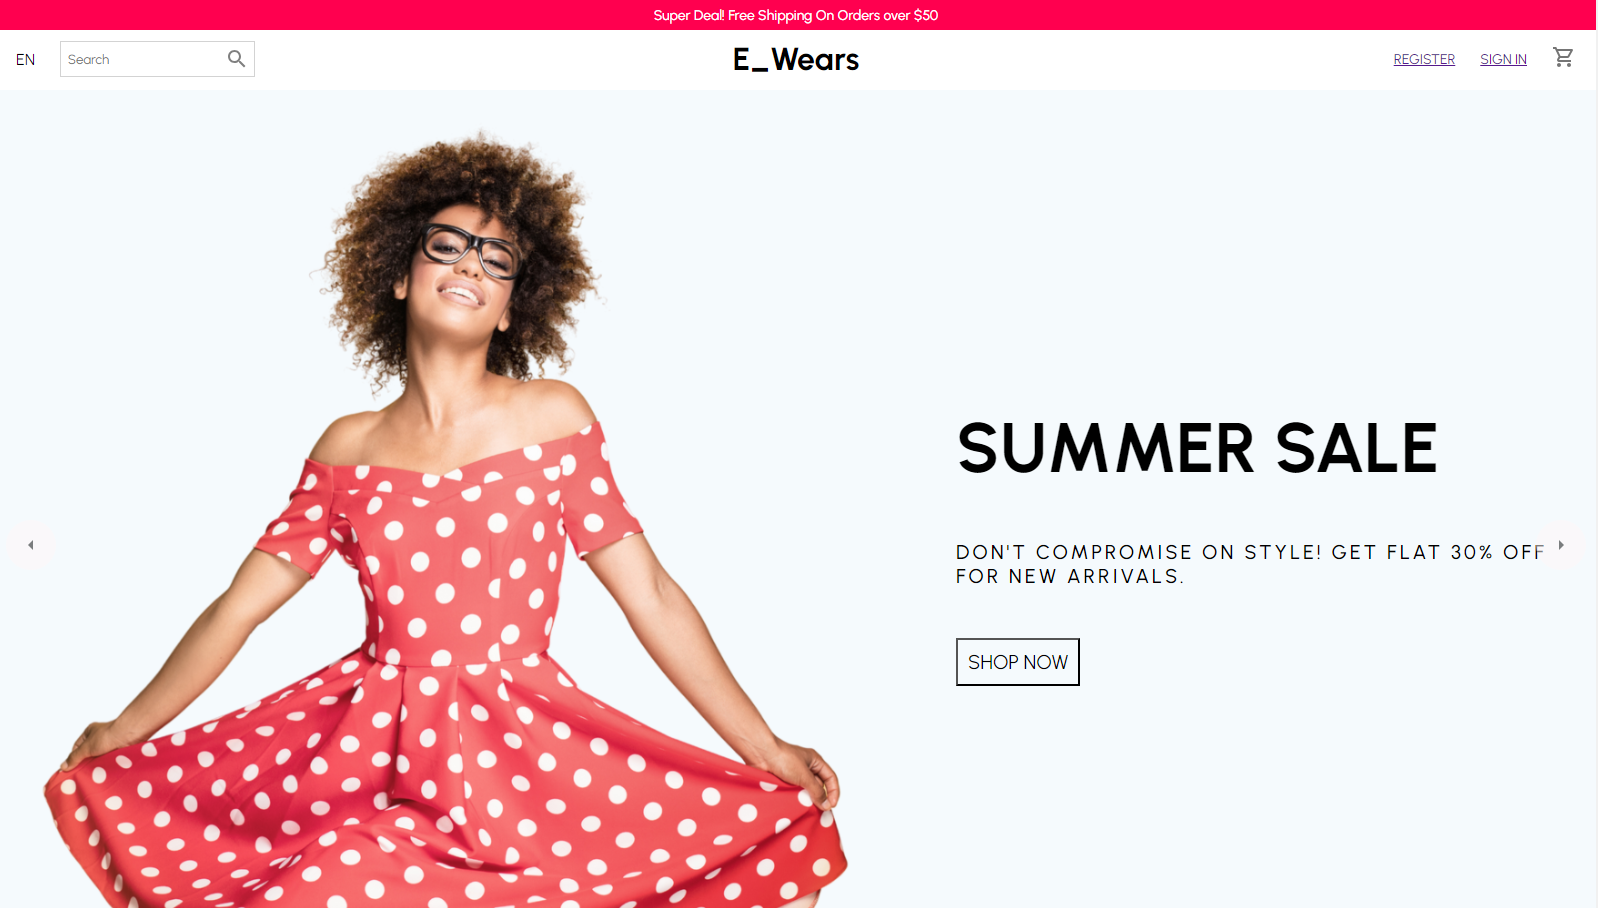 Super Deal! Free Shipping On Orders over $50
EN
Search
E_Wears
REGISTER
SIGN IN
SUMMER SALE
DON'T COMPROMISE ON STYLE! GET FLAT 30% OFF
FOR NEW ARRIVALS.
SHOP NOW